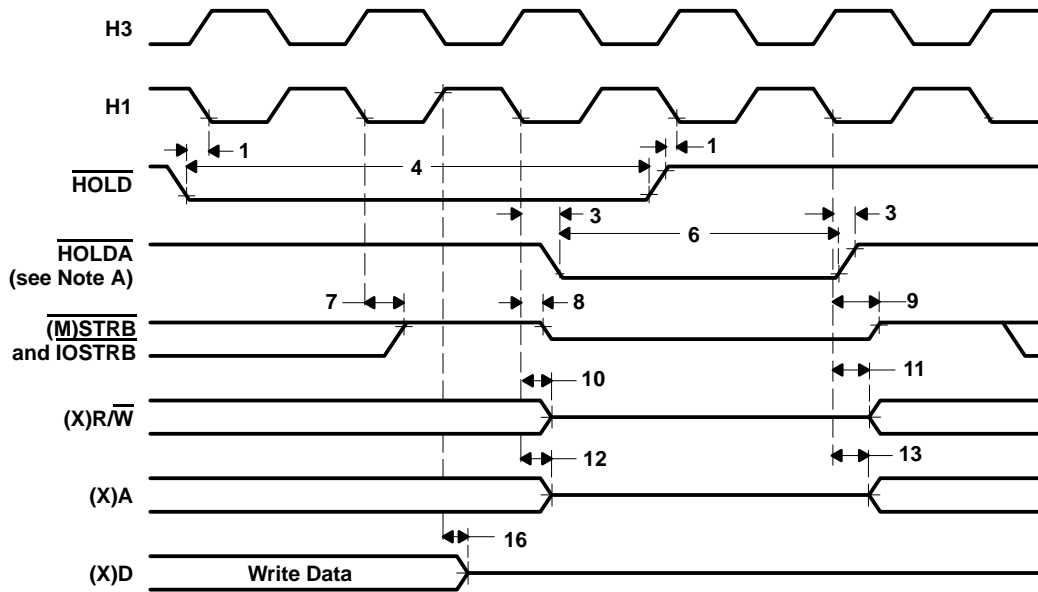 H3
H1
1
4
1
HOLD
3
6
3
HOLDA
(see Note A)
7
8
9
(M)STRB
and IOSTRB
10
11
(X)R/W
12
13
(X)A
16
(X)D
Write Data